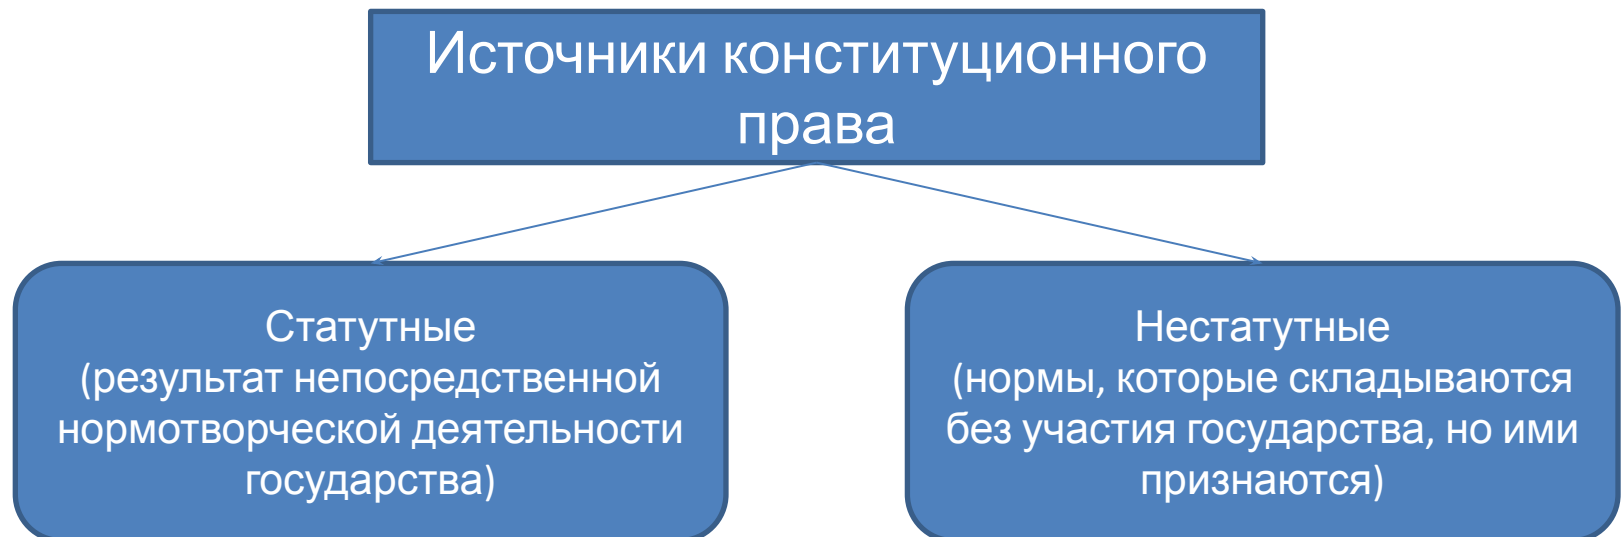 Источники конституционного
права
Статутные
(результат непосредственной
нормотворческой деятельности
государства)
Нестатутные
(нормы, которые складываются
без участия государства, но ими
признаются)